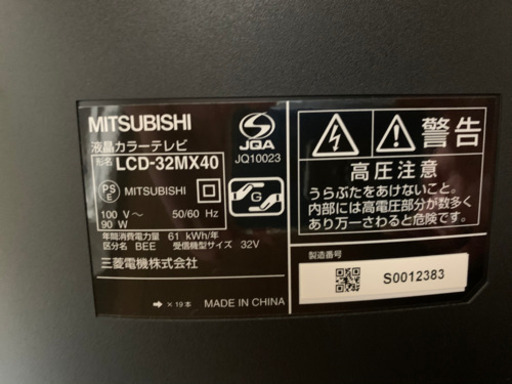 MITSUBISHI
液晶カラーテレビ
形名 LCD-32MX40
PS
E
MITSUBISHI
100 V～ 50/60 Hz
90 W
年間消費電力量 61 kWh/年
区分名 BEE 受信機型サイズ 32V
三菱電機株式会社
➔ ×19本 MADE IN CHINA
S
JQA
JQ10023
G
警告
高圧注意
うらぶたをあけないこと。
内部には高電圧部分が数多く
あり万一さわると危険です。
製造番号
S0012383